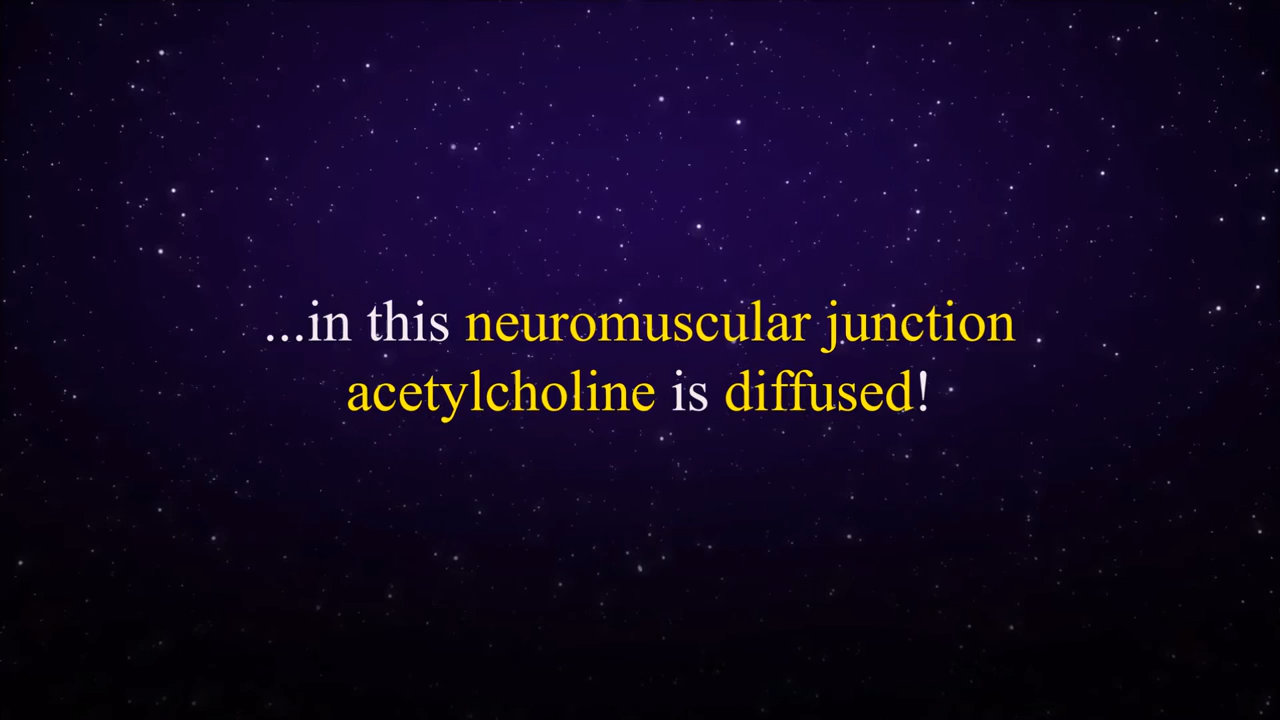 ...in this neuromuscular junction
acetylcholine is diffused!